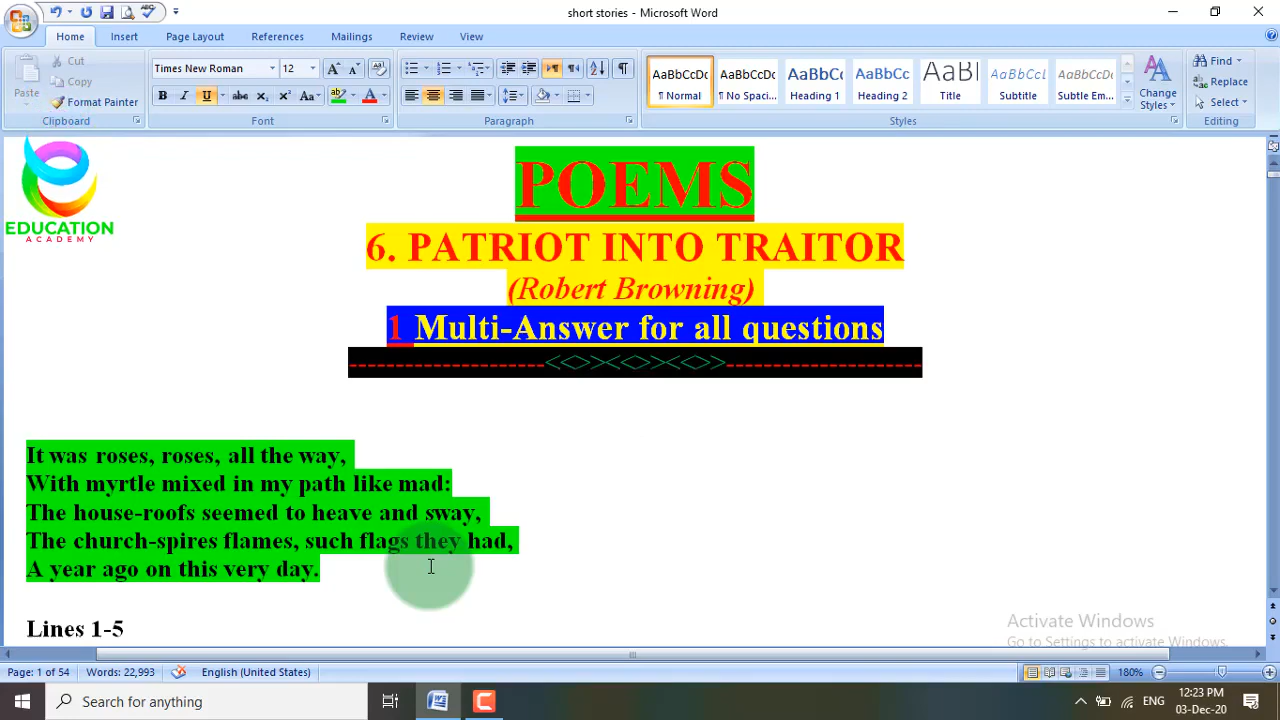 short stories - Microsoft Word
Home Insert Page Layout References Mailings Review View
Paste
Cut
Copy
Format Painter
Clipboard
Times New Roman 12
Font
Paragraph
AaBbCcDc AaBbCcDc AaBbC AaBbCc AaBl AaBbCcL AaBbCcDc
¶ Normal ¶ No Spaci... Heading 1 Heading 2 Title Subtitle Subtle Em...
Change Styles
Styles
Find
Replace
Select
Editing
EDUCATION
ACADEMY
POEMS
6. PATRIOT INTO TRAITOR
(Robert Browning)
1 Multi-Answer for all questions
---------------------<<>><<>><<>>---------------------
It was roses, roses, all the way,
With myrtle mixed in my path like mad:
The house-roofs seemed to heave and sway,
The church-spires flames, such flags they had,
A year ago on this very day.
Lines 1-5
Activate Windows
Go to Settings to activate Windows.
Page: 1 of 54 Words: 22,993 English (United States) 180%
Search for anything
ENG
12:23 PM
03-Dec-20